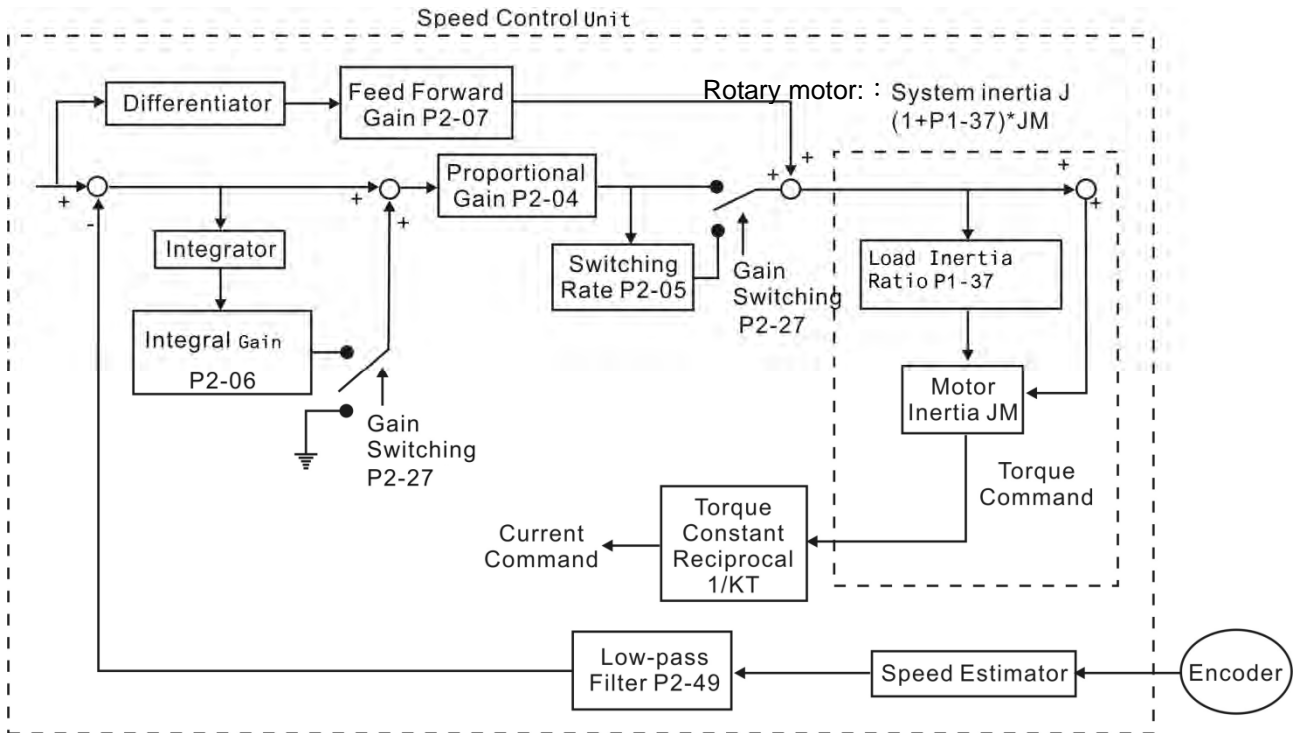 Speed Control Unit
Differentiator
Feed Forward
Gain P2-07
Rotary motor:：
System inertia J
(1+P1-37)*JM
+
-
+
+
Proportional
Gain P2-04
+
+
+
+
Integrator
Integral Gain
P2-06
Gain
Switching
P2-27
Switching
Rate P2-05
Gain
Switching
P2-27
Load Inertia
Ratio P1-37
Motor
Inertia JM
Torque
Command
Torque
Constant
Reciprocal
1/KT
Current
Command
Low-pass
Filter P2-49
Speed Estimator
Encoder